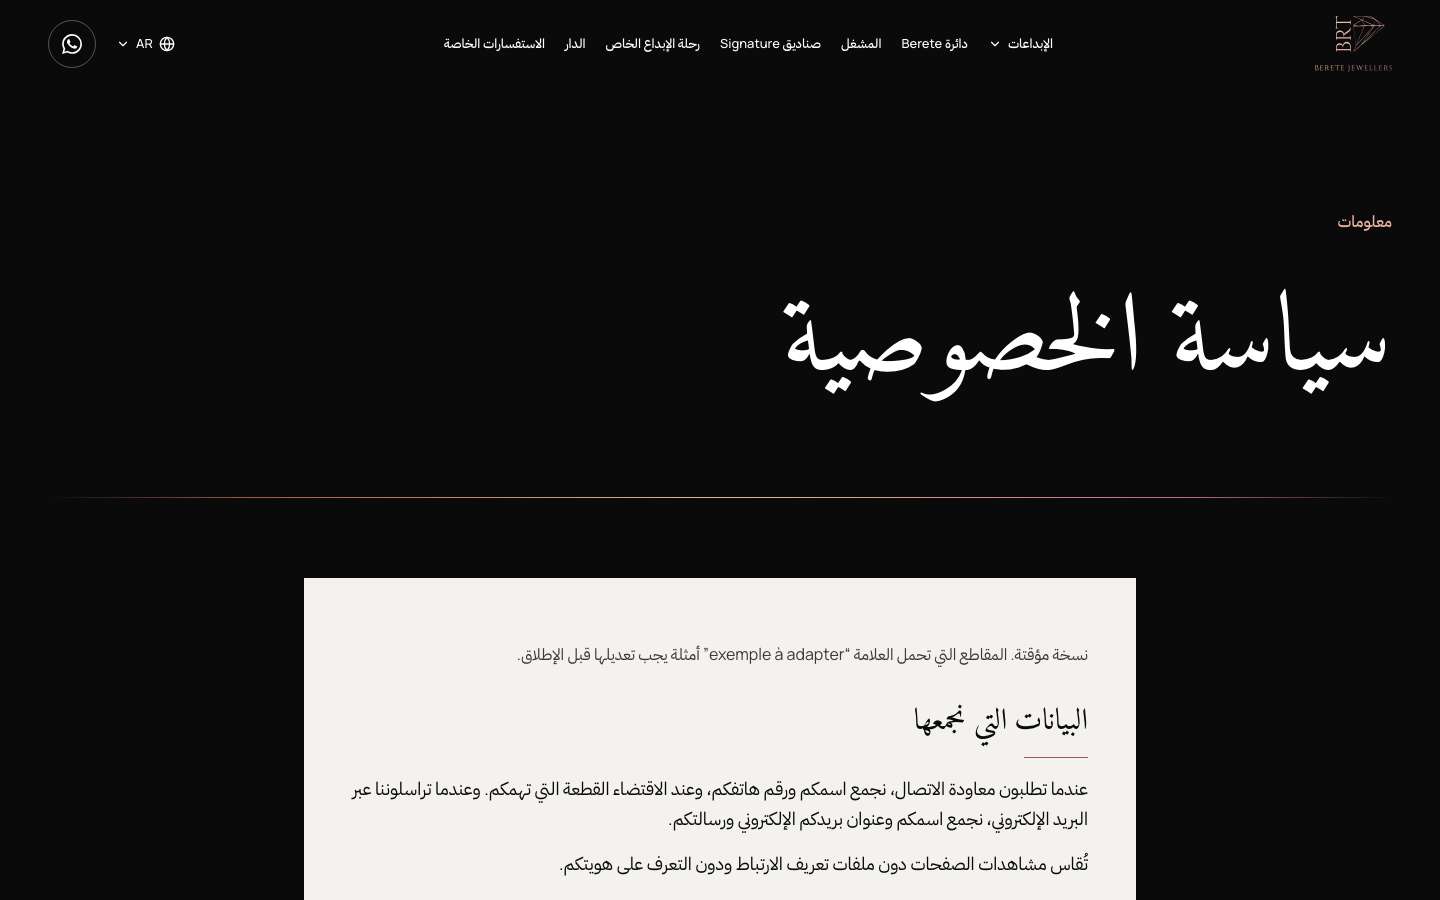 BRT
BERETE JEWELLERS
الإبداعات
دائرة Berete
المشغل
صناديق Signature
رحلة الإبداع الخاص
الدار
الاستفسارات الخاصة
AR
معلومات
سياسة الخصوصية
نسخة مؤقتة. المقاطع التي تحمل العلامة “exemple à adapter” أمثلة يجب تعديلها قبل الإطلاق.
البيانات التي نجمعها
عندما تطلبون معاودة الاتصال، نجمع اسمكم ورقم هاتفكم، وعند الاقتضاء القطعة التي تهمكم. وعندما تراسلوننا عبر
البريد الإلكتروني، نجمع اسمكم وعنوان بريدكم الإلكتروني ورسالتكم.
تُقاس مشاهدات الصفحات دون ملفات تعريف الارتباط ودون التعرف على هويتكم.